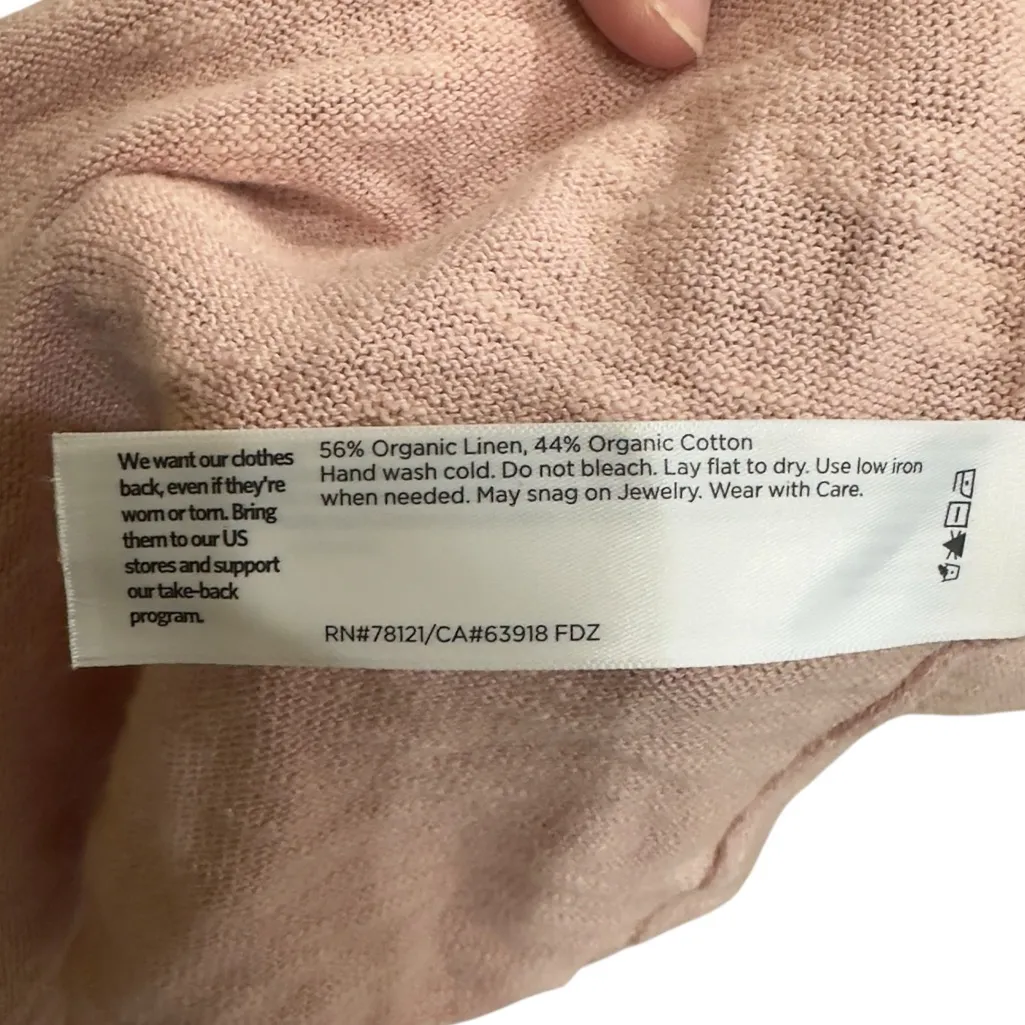 We want our clothes
back, even if they're
worn or torn. Bring
them to our US
stores and support
our take-back
program.
56% Organic Linen, 44% Organic Cotton
Hand wash cold. Do not bleach. Lay flat to dry. Use low iron
when needed. May snag on Jewelry. Wear with Care.
RN#78121/CA#63918 FDZ